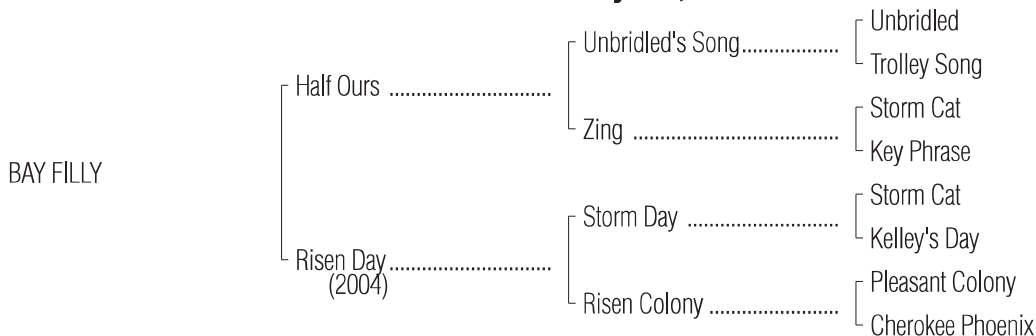 Unbridled
Unbridled's Song
Trolley Song
Half Ours
Storm Cat
Zing
Key Phrase
BAY FILLY
Storm Cat
Storm Day
Kelley's Day
Risen Day
(2004)
Pleasant Colony
Risen Colony
Cherokee Phoenix